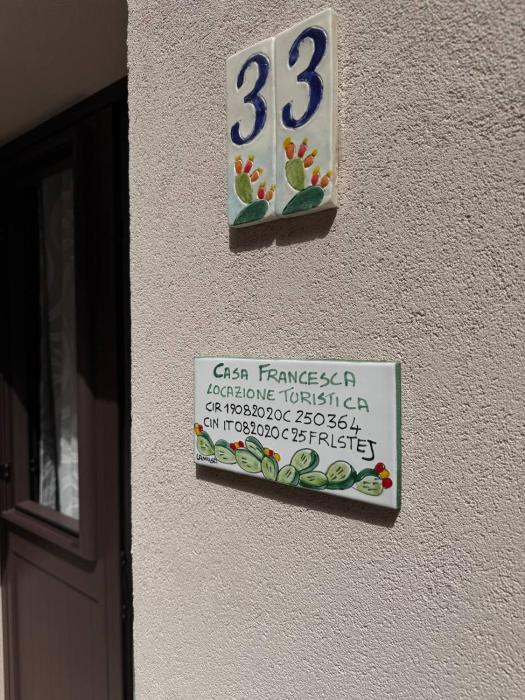 33
CASA FRANCESCA
LOCAZIONE TURISTICA
CIR 19082020C250364
CIN IT082020C25FRLSTEJ